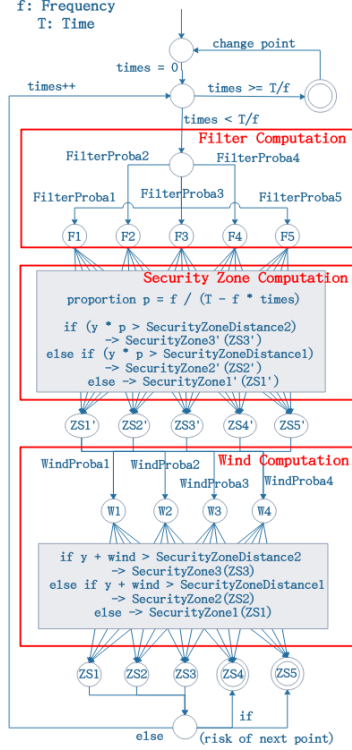 f: Frequency
T: Time
change point
times = 0
times++
times >= T/f
times < T/f
Filter Computation
FilterProba2
FilterProba4
FilterProba3
FilterProba1
FilterProba5
F1 F2 F3 F4 F5
Security Zone Computation
proportion p = f / (T - f * times)
if (y * p > SecurityZoneDistance2)
-> SecurityZone3'(ZS3')
else if (y * p > SecurityZoneDistance1)
-> SecurityZone2'(ZS2')
else -> SecurityZone1'(ZS1')
ZS1' ZS2' ZS3' ZS4' ZS5'
Wind Computation
WindProba1
WindProba2
WindProba3
WindProba4
W1 W2 W3 W4
if y + wind > SecurityZoneDistance2
-> SecurityZone3(ZS3)
else if y + wind > SecurityZoneDistance1
-> SecurityZone2(ZS2)
else -> SecurityZone1(ZS1)
ZS1 ZS2 ZS3 ZS4 ZS5
if
else
(risk of next point)